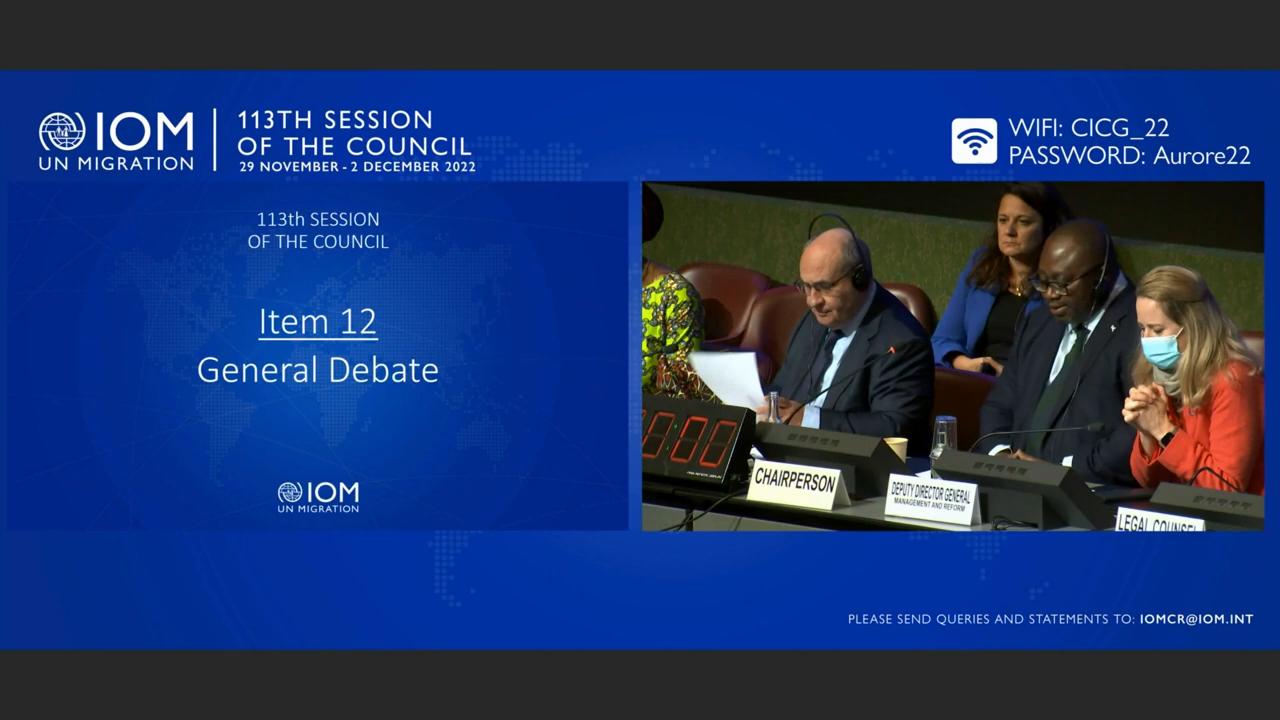 IOM
UN MIGRATION
113TH SESSION
OF THE COUNCIL
29 NOVEMBER - 2 DECEMBER 2022
WIFI: CICG_22
PASSWORD: Aurore22
113th SESSION
OF THE COUNCIL
Item 12
General Debate
IOM
UN MIGRATION
CHAIRPERSON
DEPUTY DIRECTOR GENERAL
MANAGEMENT AND REFORM
LEGAL COUNSEL
PLEASE SEND QUERIES AND STATEMENTS TO: IOMCR@IOM.INT